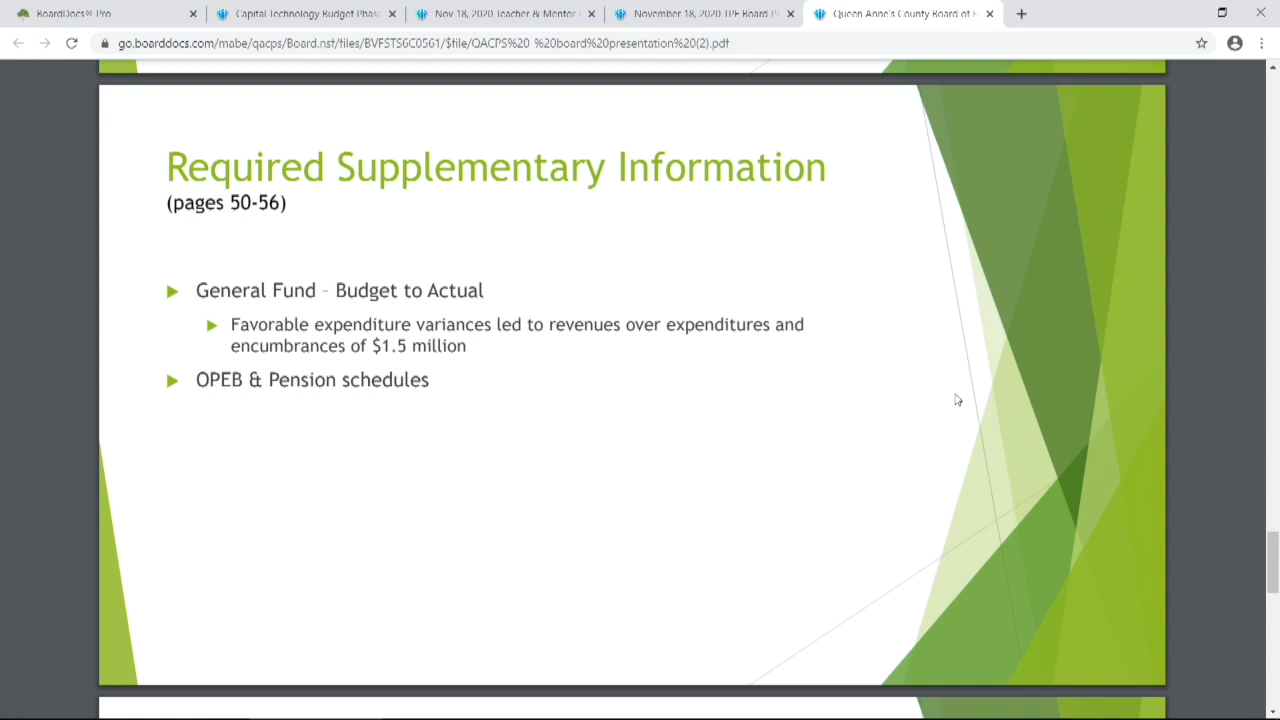 BoardDocs® Pro
Capital Technology Budget Phase
Nov 18, 2020 Teacher & Mentor
November 18, 2020 TPE Board P
Queen Anne's County Board of E
go.boarddocs.com/mabe/qacps/Board.nsf/files/BVFSTS6C0561/$file/QACPS%20 %20board%20presentation%20(2).pdf
Required Supplementary Information
(pages 50-56)
General Fund – Budget to Actual
Favorable expenditure variances led to revenues over expenditures and
encumbrances of $1.5 million
OPEB & Pension schedules